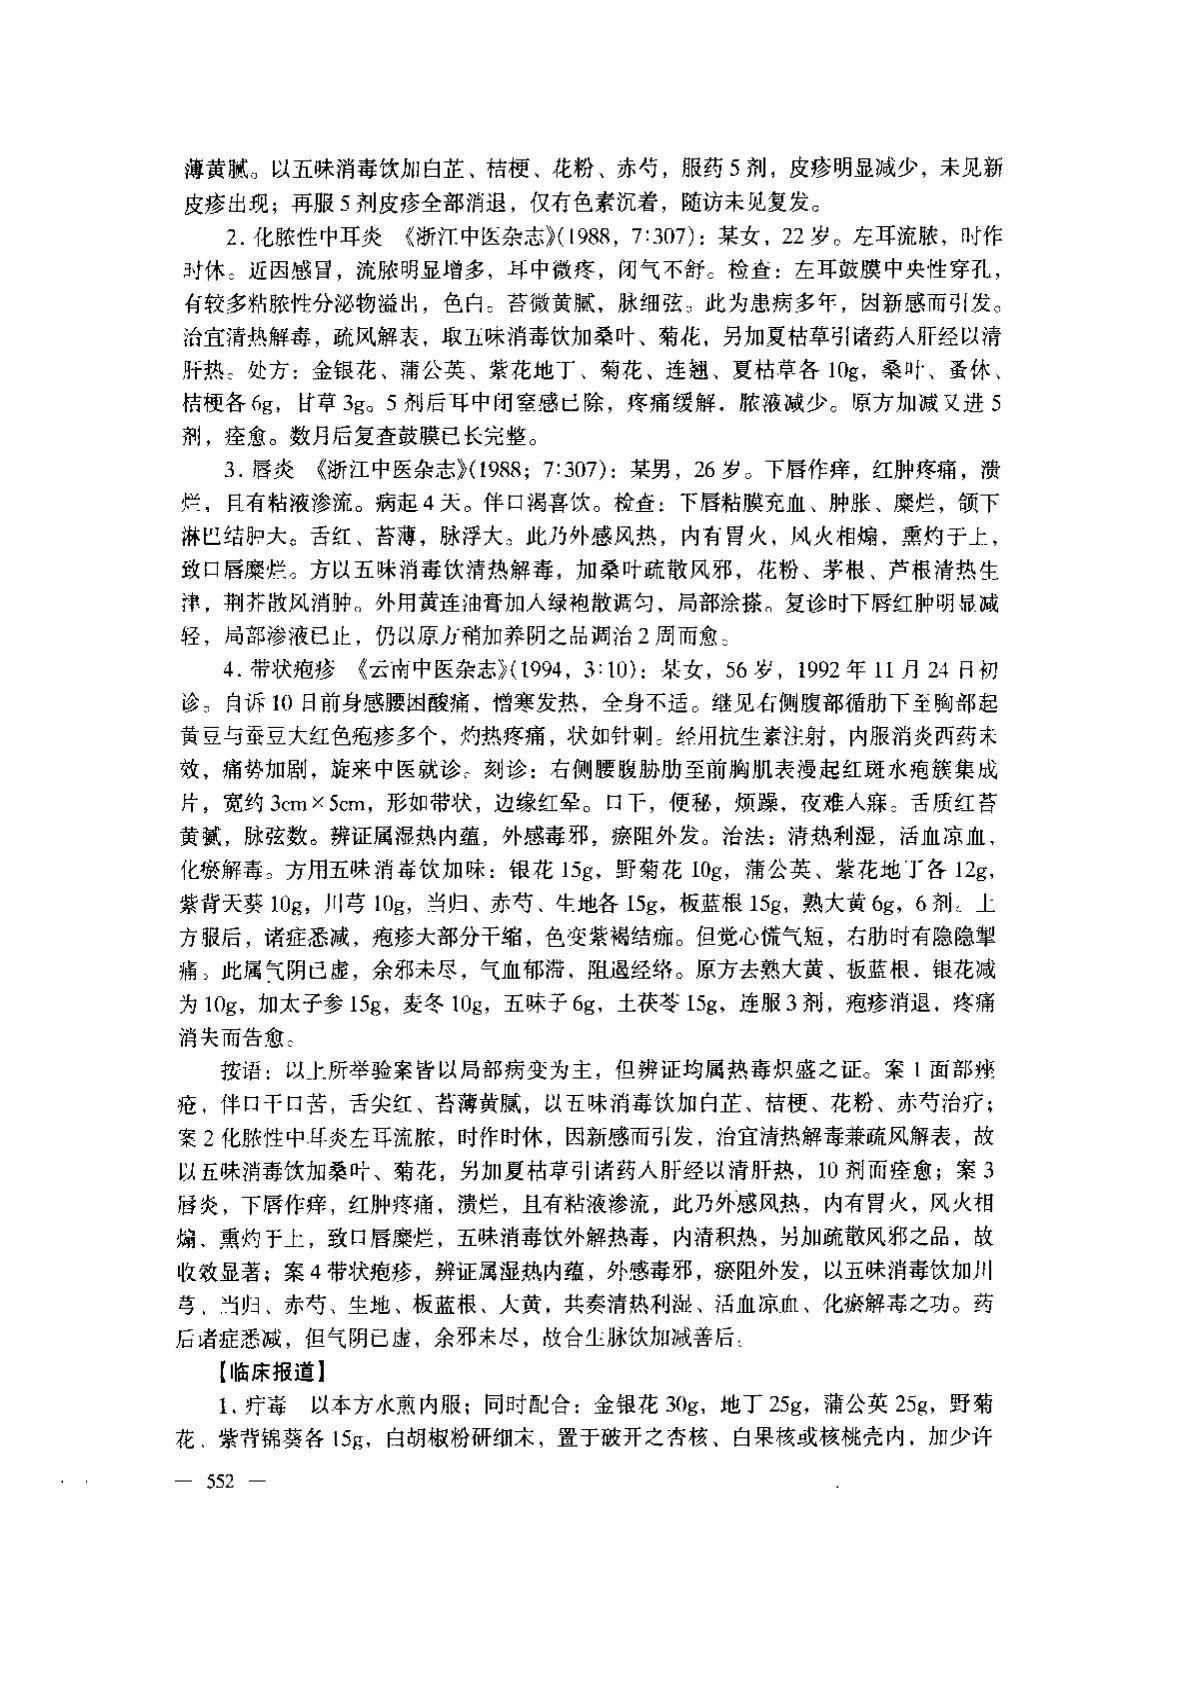 薄黄腻。以五味消毒饮加白芷、桔梗、花粉、赤芍，服药5剂，皮疹明显减少，未见新
皮疹出现；再服5剂皮疹全部消退，仅有色素沉着，随访未见复发。
2. 化脓性中耳炎 《浙江中医杂志》(1988，7:307)：某女，22岁。左耳流脓，时作
时休。近因感冒，流脓明显增多，耳中微疼，闭气不舒。检查：左耳鼓膜中央性穿孔，
有较多粘脓性分泌物溢出，色白。苔微黄腻，脉细弦。此为患病多年，因新感而引发。
治宜清热解毒，疏风解表，取五味消毒饮加桑叶、菊花，另加夏枯草引诸药入肝经以清
肝热。处方：金银花、蒲公英、紫花地丁、菊花、连翘、夏枯草各10g，桑叶、蚤休、
桔梗各6g，甘草3g。5剂后耳中闭窒感已除，疼痛缓解，脓液减少。原方加减又进5
剂，痊愈。数月后复查鼓膜已长完整。
3. 唇炎 《浙江中医杂志》(1988；7:307)：某男，26岁。下唇作痒，红肿疼痛，溃
烂，且有粘液渗流。病起4天。伴口渴喜饮。检查：下唇粘膜充血、肿胀、糜烂，颌下
淋巴结肿大。舌红、苔薄，脉浮大。此乃外感风热，内有胃火，风火相煽，熏灼于上，
致口唇糜烂。方以五味消毒饮清热解毒，加桑叶疏散风邪，花粉、茅根、芦根清热生
津，荆芥散风消肿。外用黄连油膏加入绿袍散调匀，局部涂搽。复诊时下唇红肿明显减
轻，局部渗液已止，仍以原方稍加养阴之品调治2周而愈。
4. 带状疱疹 《云南中医杂志》(1994，3:10)：某女，56岁，1992年11月24日初
诊。自诉10日前身感腰困酸痛，憎寒发热，全身不适。继见右侧腹部循肋下至胸部起
黄豆与蚕豆大红色疱疹多个，灼热疼痛，状如针刺。经用抗生素注射，内服消炎西药未
效，痛势加剧，旋来中医就诊。刻诊：右侧腰腹胁肋至前胸肌表漫起红斑水疱簇集成
片，宽约3cm×5cm，形如带状，边缘红晕。口干，便秘，烦躁，夜难入寐。舌质红苔
黄腻，脉弦数。辨证属湿热内蕴，外感毒邪，瘀阻外发。治法：清热利湿，活血凉血，
化瘀解毒。方用五味消毒饮加味：银花15g，野菊花10g，蒲公英、紫花地丁各12g，
紫背天葵10g，川芎10g，当归、赤芍、生地各15g，板蓝根15g，熟大黄6g，6剂。上
方服后，诸症悉减，疱疹大部分干缩，色变紫褐结痂。但觉心慌气短，右肋时有隐隐掣
痛。此属气阴已虚，余邪未尽，气血郁滞，阻遏经络。原方去熟大黄、板蓝根，银花减
为10g，加太子参15g，麦冬10g，五味子6g，土茯苓15g，连服3剂，疱疹消退，疼痛
消失而告愈。
按语：以上所举验案皆以局部病变为主，但辨证均属热毒炽盛之证。案1面部痤
疮，伴口干口苦，舌尖红、苔薄黄腻，以五味消毒饮加白芷、桔梗、花粉、赤芍治疗；
案2化脓性中耳炎左耳流脓，时作时休，因新感而引发，治宜清热解毒兼疏风解表，故
以五味消毒饮加桑叶、菊花，另加夏枯草引诸药入肝经以清肝热，10剂而痊愈；案3
唇炎，下唇作痒，红肿疼痛，溃烂，且有粘液渗流，此乃外感风热，内有胃火，风火相
煽、熏灼于上，致口唇糜烂，五味消毒饮外解热毒，内清积热，另加疏散风邪之品，故
收效显著；案4带状疱疹，辨证属湿热内蕴，外感毒邪，瘀阻外发，以五味消毒饮加川
芎、当归、赤芍、生地、板蓝根、大黄，共奏清热利湿、活血凉血、化瘀解毒之功。药
后诸症悉减，但气阴已虚，余邪未尽，故合生脉饮加减善后。
【临床报道】
1. 疔毒 以本方水煎内服；同时配合：金银花30g，地丁25g，蒲公英25g，野菊
花、紫背锦葵各15g，白胡椒粉研细末，置于破开之杏核、白果核或核桃壳内，加少许
— 552 —